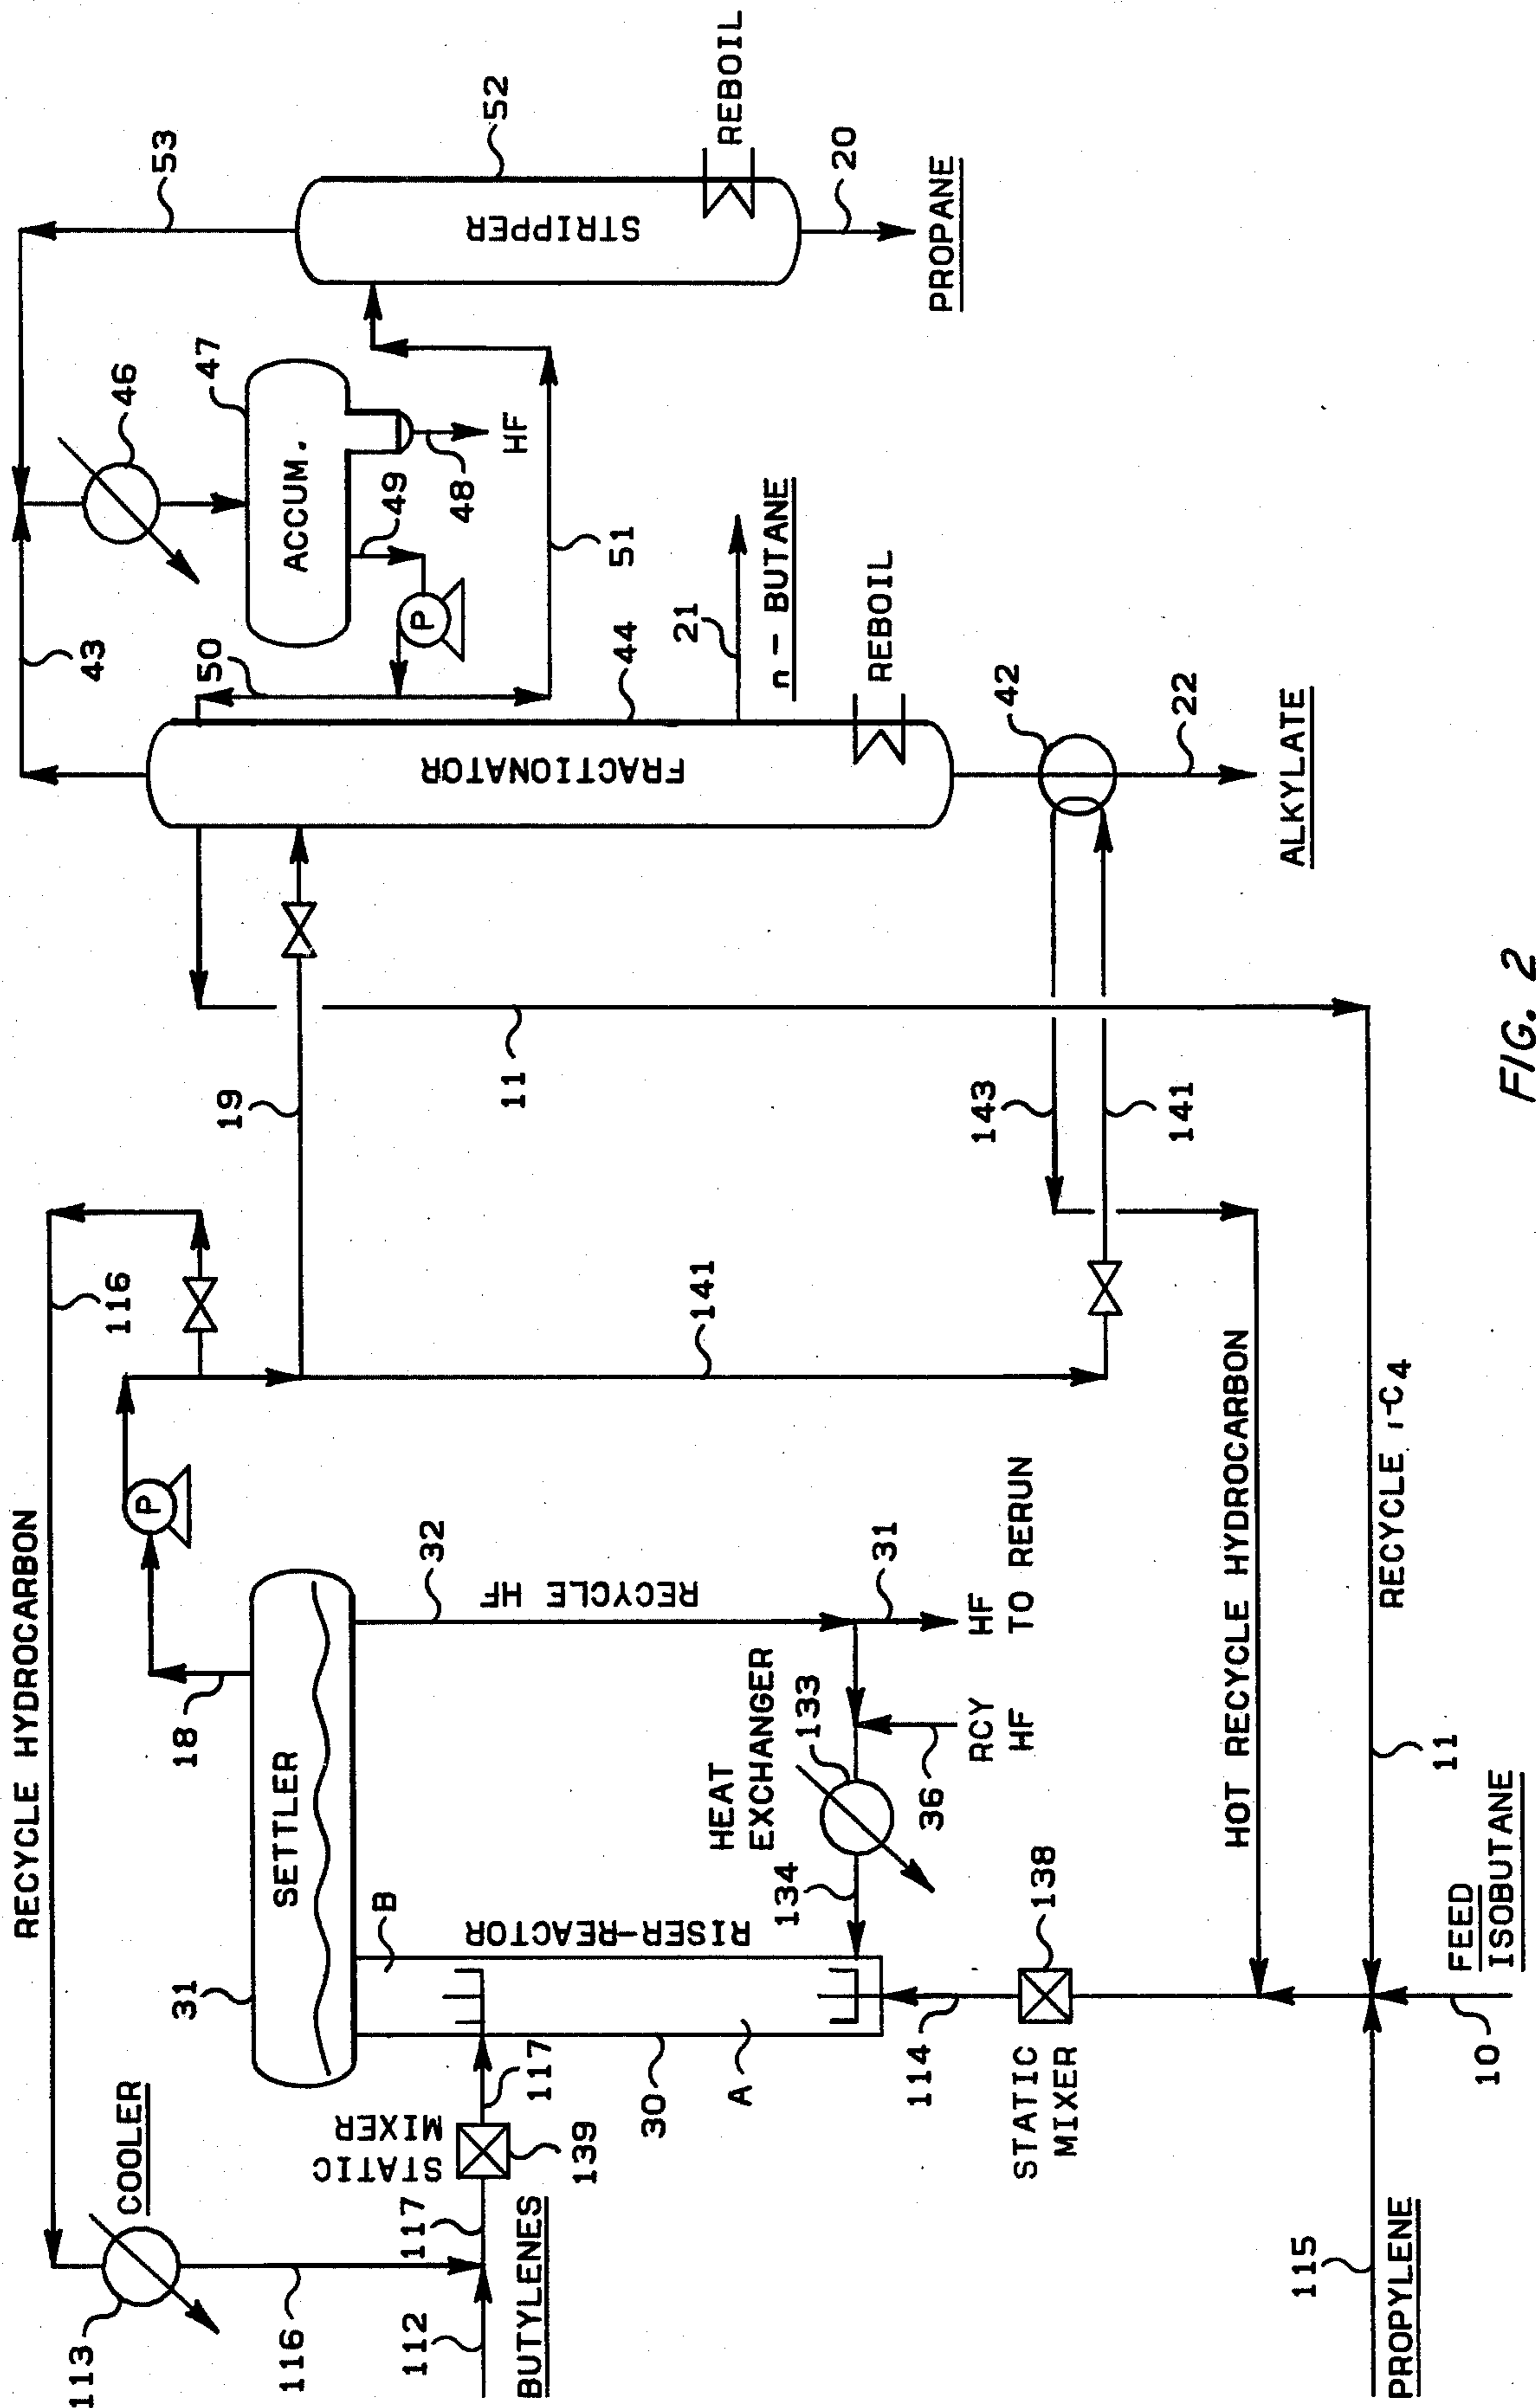 RECYCLE HYDROCARBON
116
COOLER
113
116
112
BUTYLENES
117
STATIC
MIXER
139
117
31
SETTLER
18
P
B
RISER-REACTOR
30
A
32
RECYCLE HF
31
HF
TO RERUN
HEAT
EXCHANGER
133
134
36
RCY
HF
114
138
STATIC
MIXER
115
PROPYLENE
10
FEED
ISOBUTANE
11
RECYCLE i-C4
HOT RECYCLE HYDROCARBON
141
19
11
143
141
43
50
FRACTIONATOR
44
21
n - BUTANE
REBOIL
42
22
ALKYLATE
46
47
ACCUM.
P
49
48
HF
51
53
52
STRIPPER
REBOIL
20
PROPANE
FIG. 2